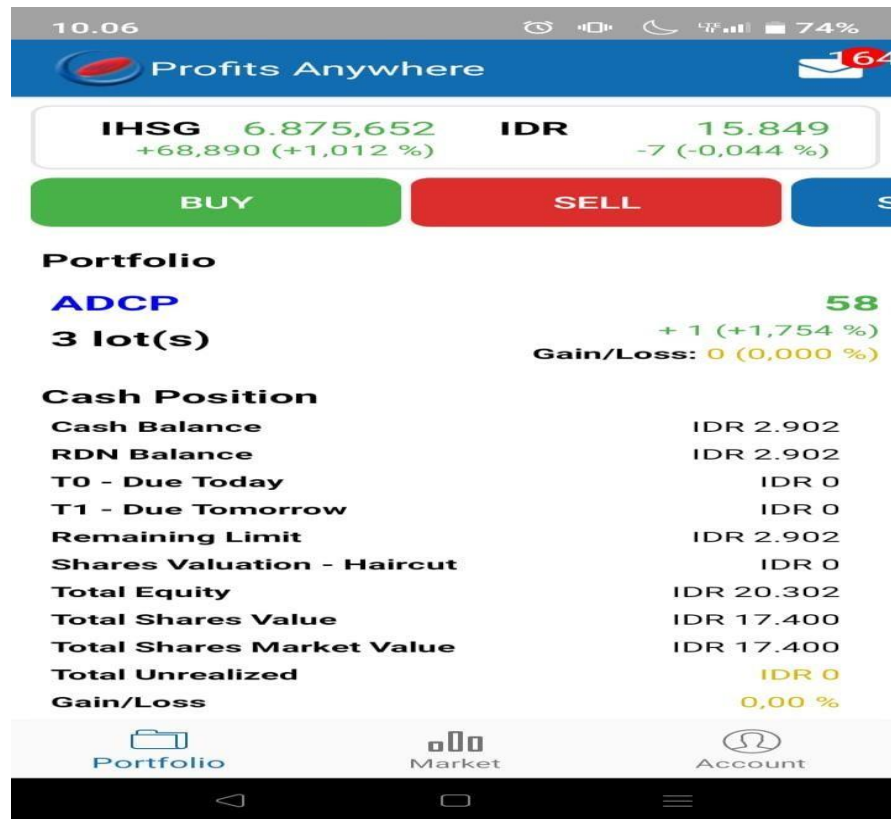 10.06 74%
Profits Anywhere 164
IHSG 6.875,652 IDR 15.849
+68,890 (+1,012 %) -7 (-0,044 %)
BUY SELL S
Portfolio
ADCP 58
3 lot(s) + 1 (+1,754 %)
Gain/Loss: 0 (0,000 %)
Cash Position
Cash Balance IDR 2.902
RDN Balance IDR 2.902
T0 - Due Today IDR 0
T1 - Due Tomorrow IDR 0
Remaining Limit IDR 2.902
Shares Valuation - Haircut IDR 0
Total Equity IDR 20.302
Total Shares Value IDR 17.400
Total Shares Market Value IDR 17.400
Total Unrealized IDR 0
Gain/Loss 0,00 %
Portfolio Market Account